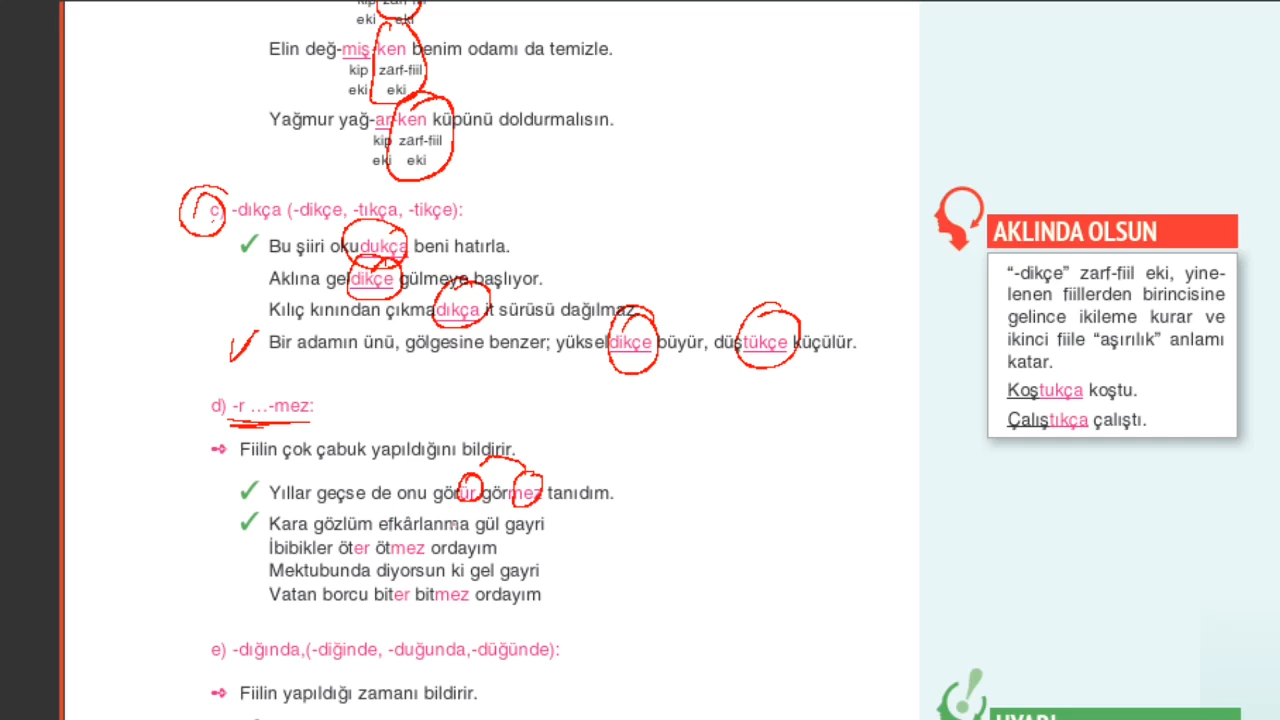 kip zarf-fiil
eki eki
Elin değ-miş-ken benim odamı da temizle.
kip zarf-fiil
eki eki
Yağmur yağ-ar-ken küpünü doldurmalısın.
kip zarf-fiil
eki eki
c) -dıkça (-dikçe, -tıkça, -tikçe):
Bu şiiri okudukça beni hatırla.
Aklına geldikçe gülmeye başlıyor.
Kılıç kınından çıkmadıkça it sürüsü dağılmaz.
Bir adamın ünü, gölgesine benzer; yükseldikçe büyür, düştükçe küçülür.
d) -r ...-mez:
Fiilin çok çabuk yapıldığını bildirir.
Yıllar geçse de onu görür görmez tanıdım.
Kara gözlüm efkârlanma gül gayri
İbibikler öter ötmez ordayım
Mektubunda diyorsun ki gel gayri
Vatan borcu biter bitmez ordayım
e) -dığında,(-diğinde, -duğunda,-düğünde):
Fiilin yapıldığı zamanı bildirir.
AKLINDA OLSUN
“-dikçe” zarf-fiil eki, yine-
lenen fiillerden birincisine
gelince ikileme kurar ve
ikinci fiile “aşırılık” anlamı
katar.
Koştukça koştu.
Çalıştıkça çalıştı.
UYARI